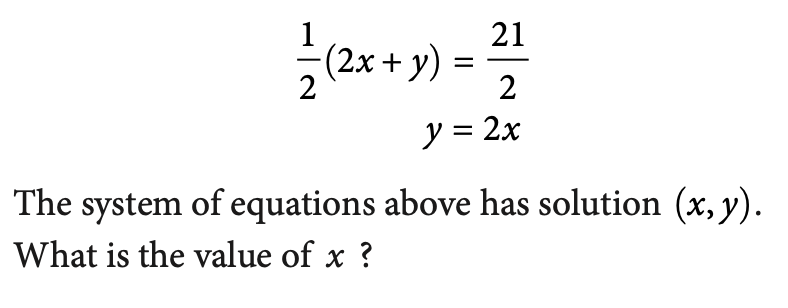 1/2(2x + y) = 21/2
y = 2x
The system of equations above has solution (x, y).
What is the value of x ?